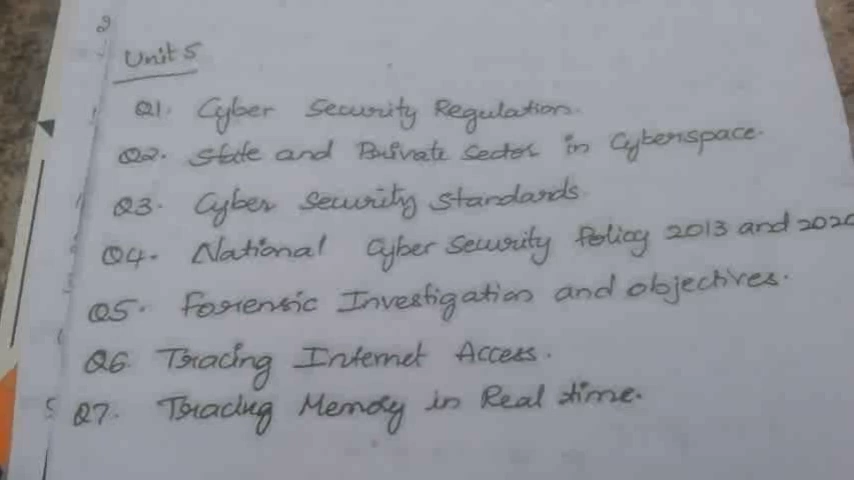 2
Unit 5
Q1. Cyber Security Regulation.
Q2. State and Private Sector in Cyberspace.
Q3. Cyber Security Standards.
Q4. National Cyber Security Policy 2013 and 2020
Q5. Forensic Investigation and objectives.
Q6 Tracing Internet Access.
Q7. Tracing Memory in Real time.